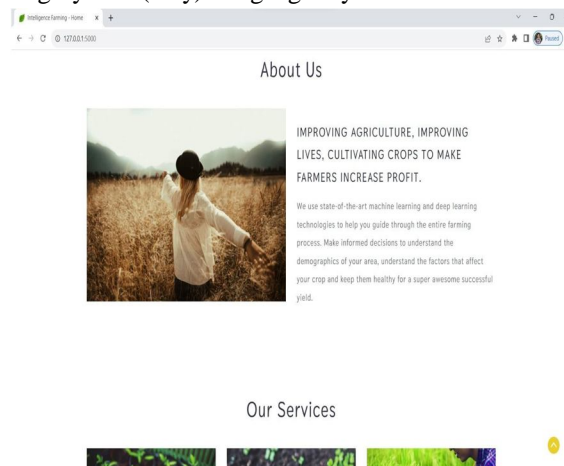 Intelligence Farming - Home
127.0.0.1:5000
Paused
About Us
IMPROVING AGRICULTURE, IMPROVING
LIVES, CULTIVATING CROPS TO MAKE
FARMERS INCREASE PROFIT.
We use state-of-the-art machine learning and deep learning
technologies to help you guide through the entire farming
process. Make informed decisions to understand the
demographics of your area, understand the factors that affect
your crop and keep them healthy for a super awesome successful
yield.
Our Services